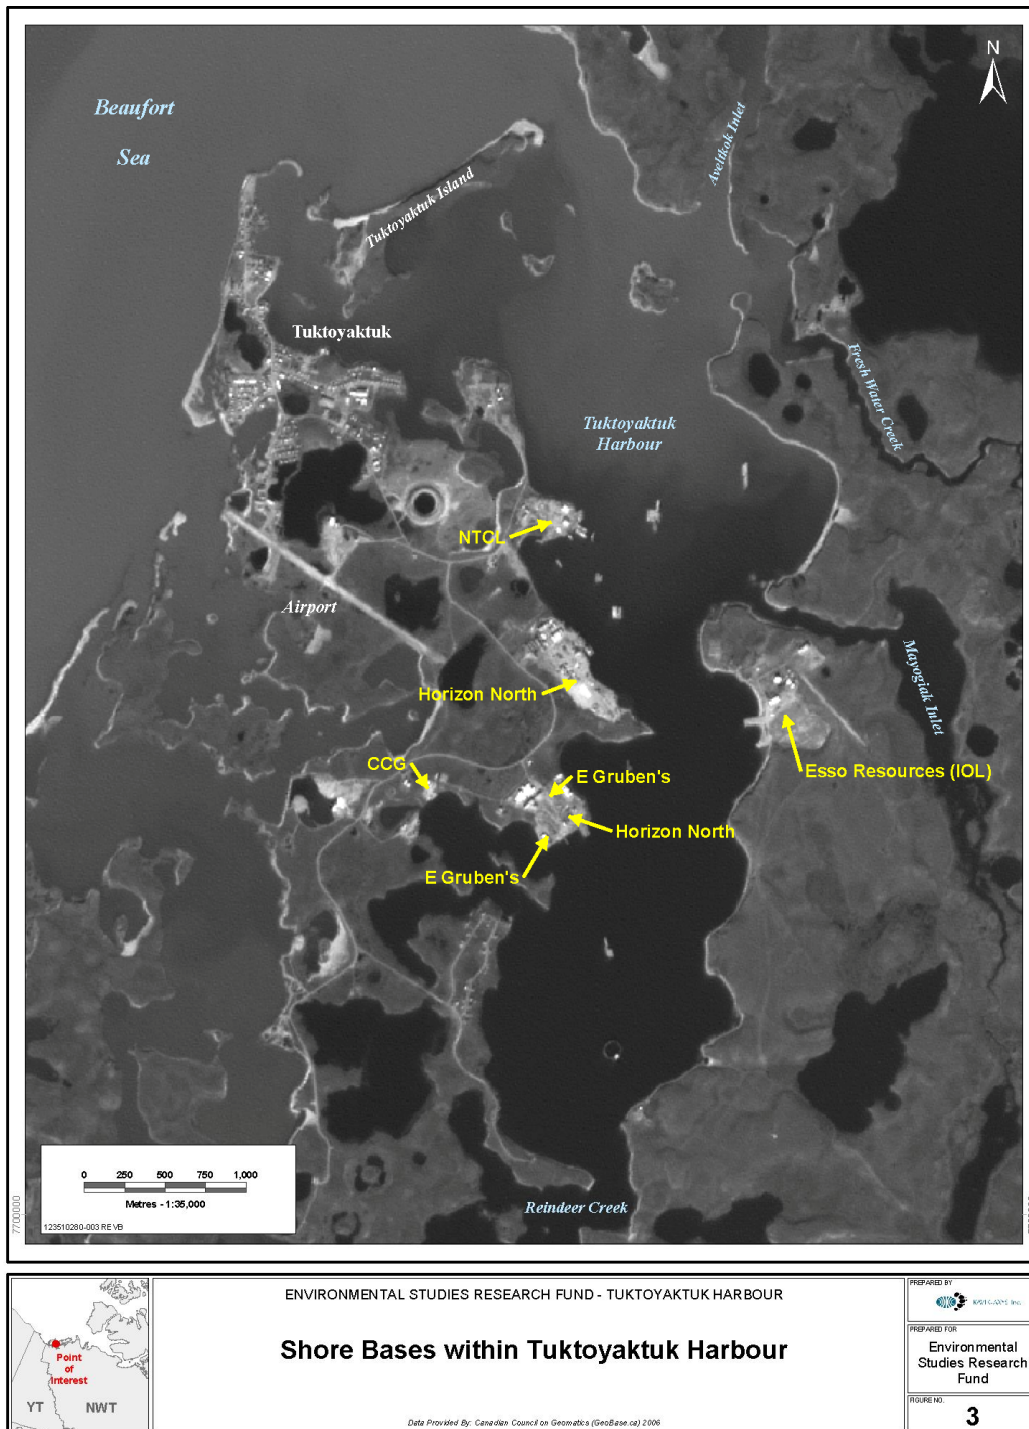 N
Beaufort
Sea
Aveltkok Inlet
Tuktoyaktuk Island
Tuktoyaktuk
Fresh Water Creek
Tuktoyaktuk
Harbour
NTCL
Airport
Mayogiak Inlet
Horizon North
CCG
E Gruben's
Esso Resources (IOL)
Horizon North
E Gruben's
Reindeer Creek
0 250 500 750 1,000
Metres - 1:35,000
123510280-003 REVB
7700000
ENVIRONMENTAL STUDIES RESEARCH FUND - TUKTOYAKTUK HARBOUR
Shore Bases within Tuktoyaktuk Harbour
Data Provided By: Canadian Council on Geomatics (GeoBase.ca) 2006
Point
of
Interest
YT NWT
PREPARED BY
PREPARED FOR
Environmental
Studies Research
Fund
FIGURE NO.
3